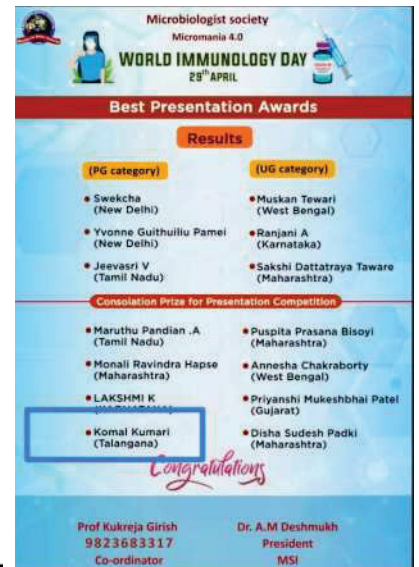 Microbiologist society
Micromania 4.0
WORLD IMMUNOLOGY DAY
29th APRIL
Best Presentation Awards
Results
(PG category)
• Swekcha
(New Delhi)
• Yvonne Guithuiliu Pamei
(New Delhi)
• Jeevasri V
(Tamil Nadu)
(UG category)
• Muskan Tewari
(West Bengal)
• Ranjani A
(Karnataka)
• Sakshi Dattatraya Taware
(Maharashtra)
Consolation Prize for Presentation Competition
• Maruthu Pandian .A
(Tamil Nadu)
• Monali Ravindra Hapse
(Maharashtra)
• LAKSHMI K
• Komal Kumari
(Talangana)
• Puspita Prasana Bisoyi
(Maharashtra)
• Annesha Chakraborty
(West Bengal)
• Priyanshi Mukeshbhai Patel
(Gujarat)
• Disha Sudesh Padki
(Maharashtra)
Congratulations
Prof Kukreja Girish
9823683317
Co-ordinator
Dr. A.M Deshmukh
President
MSI